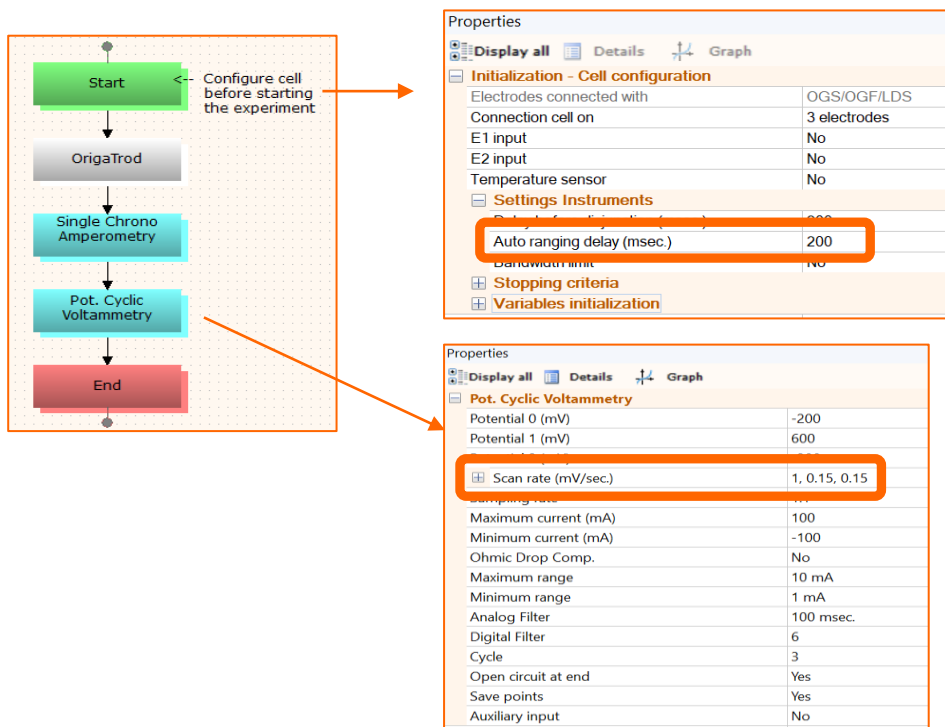 Start
<-- Configure cell
before starting
the experiment
OrigaTrod
Single Chrono
Amperometry
Pot. Cyclic
Voltammetry
End
Properties
Display all Details Graph
Initialization - Cell configuration
Electrodes connected with OGS/OGF/LDS
Connection cell on 3 electrodes
E1 input No
E2 input No
Temperature sensor No
Settings Instruments
Auto ranging delay (msec.) 200
Bandwidth limit No
Stopping criteria
Variables initialization
Properties
Display all Details Graph
Pot. Cyclic Voltammetry
Potential 0 (mV) -200
Potential 1 (mV) 600
Scan rate (mV/sec.) 1, 0.15, 0.15
Sampling rate
Maximum current (mA) 100
Minimum current (mA) -100
Ohmic Drop Comp. No
Maximum range 10 mA
Minimum range 1 mA
Analog Filter 100 msec.
Digital Filter 6
Cycle 3
Open circuit at end Yes
Save points Yes
Auxiliary input No